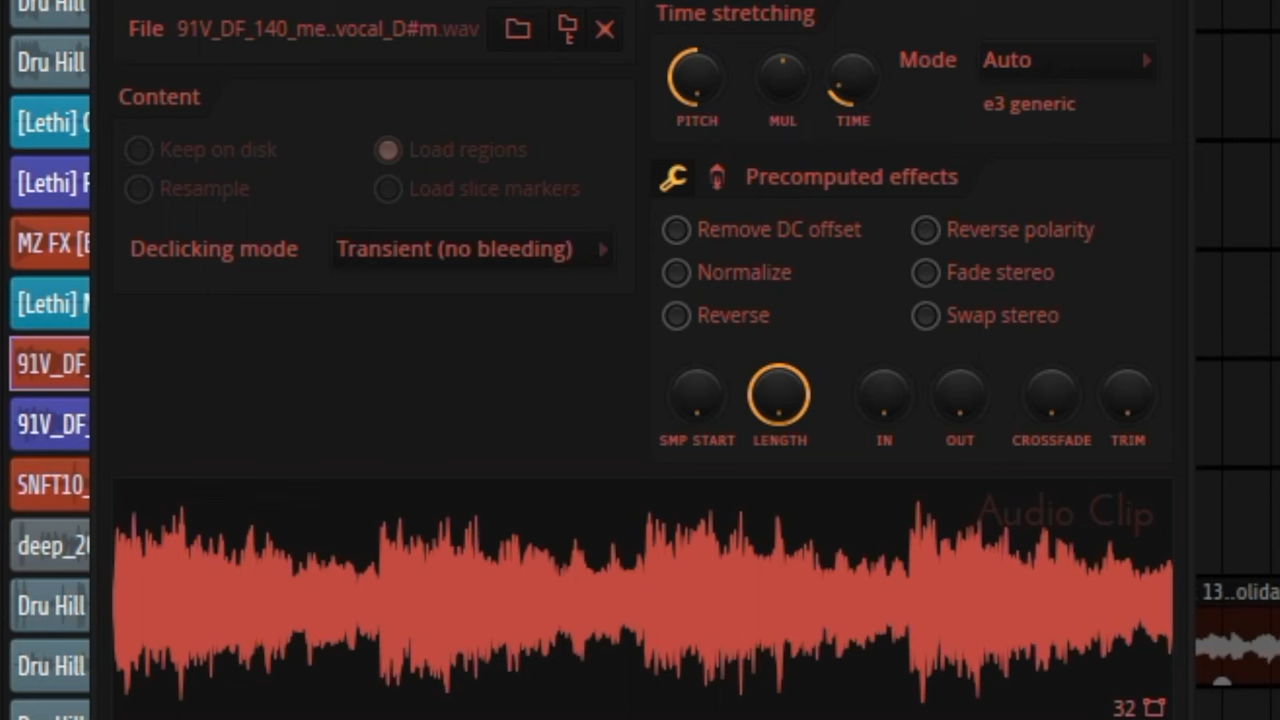 Dru Hill
Dru Hill
[Lethi]
[Lethi]
MZ FX [E
[Lethi]
91V_DF_
91V_DF_
SNFT10_
deep_20
Dru Hill
Dru Hill
File 91V_DF_140_me..vocal_D#m.wav
Content
Keep on disk
Load regions
Resample
Load slice markers
Declicking mode Transient (no bleeding)
Time stretching
PITCH MUL TIME
Mode Auto
e3 generic
Precomputed effects
Remove DC offset
Reverse polarity
Normalize
Fade stereo
Reverse
Swap stereo
SMP START LENGTH IN OUT CROSSFADE TRIM
Audio Clip
32
13..olida